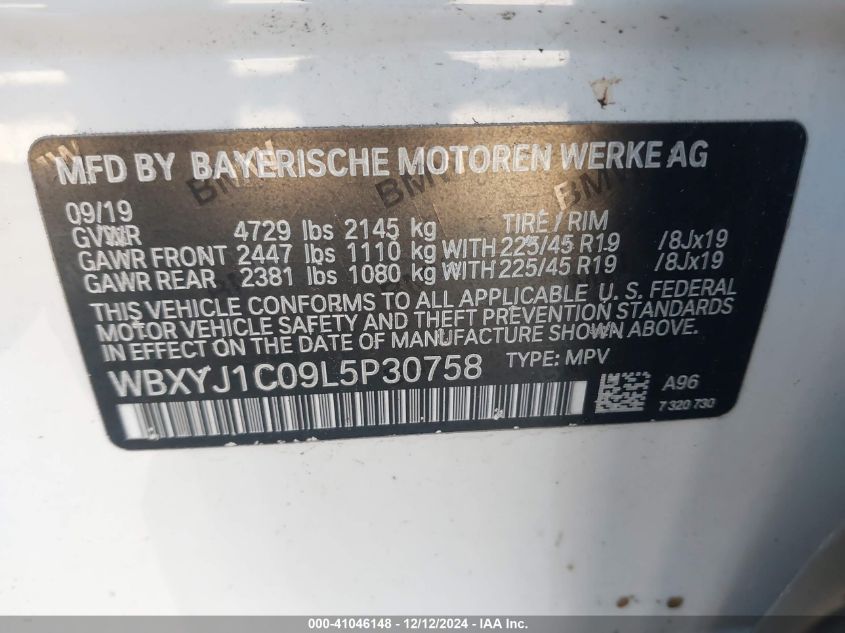 MFD BY BAYERISCHE MOTOREN WERKE AG
09/19
GVWR 4729 lbs 2145 kg TIRE / RIM
GAWR FRONT 2447 lbs 1110 kg WITH 225/45 R19 /8Jx19
GAWR REAR 2381 lbs 1080 kg WITH 225/45 R19 /8Jx19
THIS VEHICLE CONFORMS TO ALL APPLICABLE U. S. FEDERAL
MOTOR VEHICLE SAFETY AND THEFT PREVENTION STANDARDS
IN EFFECT ON THE DATE OF MANUFACTURE SHOWN ABOVE.
WBXYJ1C09L5P30758 TYPE: MPV
A96
7 320 730
000-41046148 - 12/12/2024 - IAA Inc.